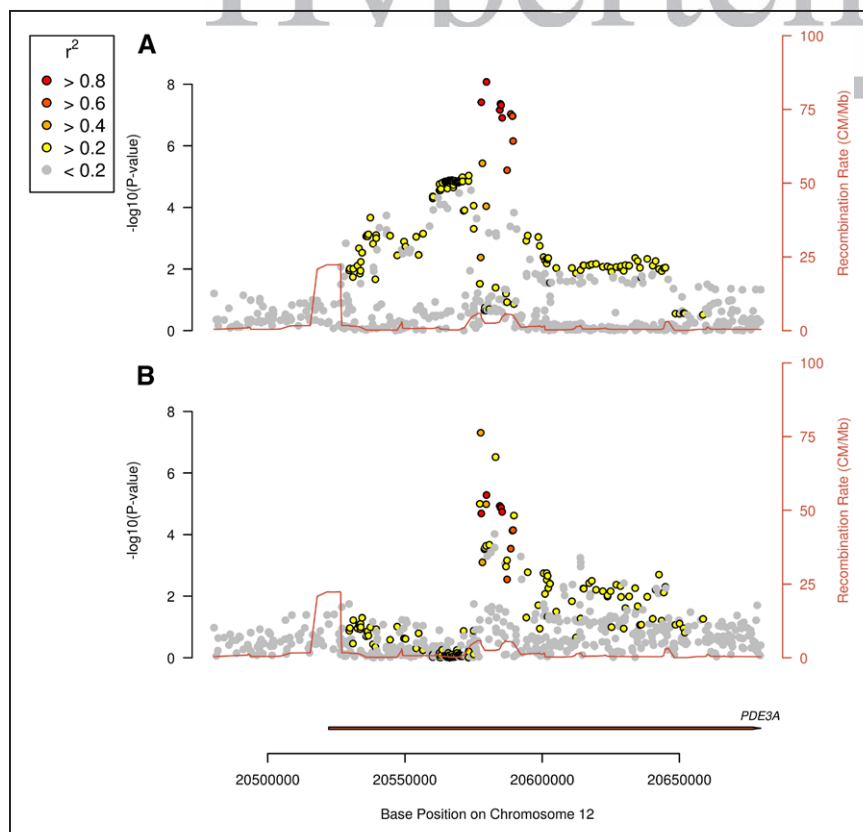 A
r²
> 0.8
> 0.6
> 0.4
> 0.2
< 0.2
-log10(P-value)
8
6
4
2
0
100
75
50
25
0
Recombination Rate (CM/Mb)
B
-log10(P-value)
8
6
4
2
0
100
75
50
25
0
Recombination Rate (CM/Mb)
PDE3A
20500000 20550000 20600000 20650000
Base Position on Chromosome 12